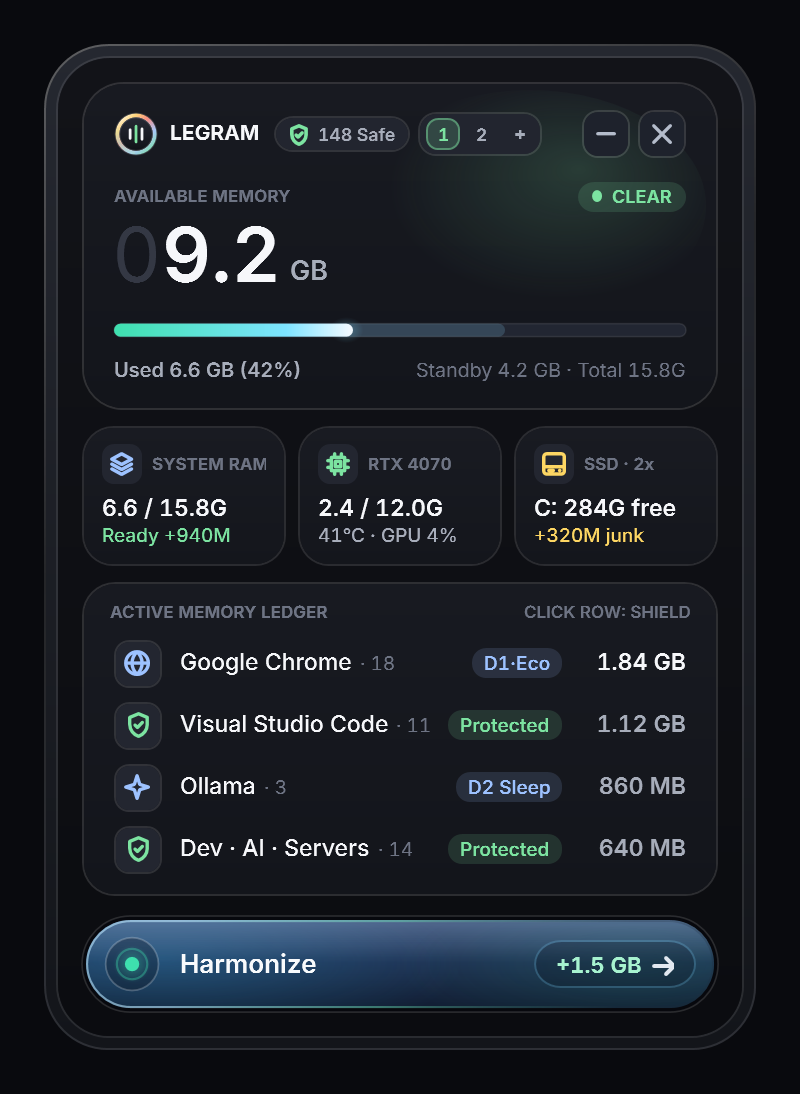 LEGRAM 148 Safe 1 2 +
AVAILABLE MEMORY CLEAR
09.2 GB
Used 6.6 GB (42%) Standby 4.2 GB · Total 15.8G
SYSTEM RAM
6.6 / 15.8G
Ready +940M
RTX 4070
2.4 / 12.0G
41°C · GPU 4%
SSD · 2x
C: 284G free
+320M junk
ACTIVE MEMORY LEDGER CLICK ROW: SHIELD
Google Chrome · 18 D1·Eco 1.84 GB
Visual Studio Code · 11 Protected 1.12 GB
Ollama · 3 D2 Sleep 860 MB
Dev · AI · Servers · 14 Protected 640 MB
Harmonize +1.5 GB →